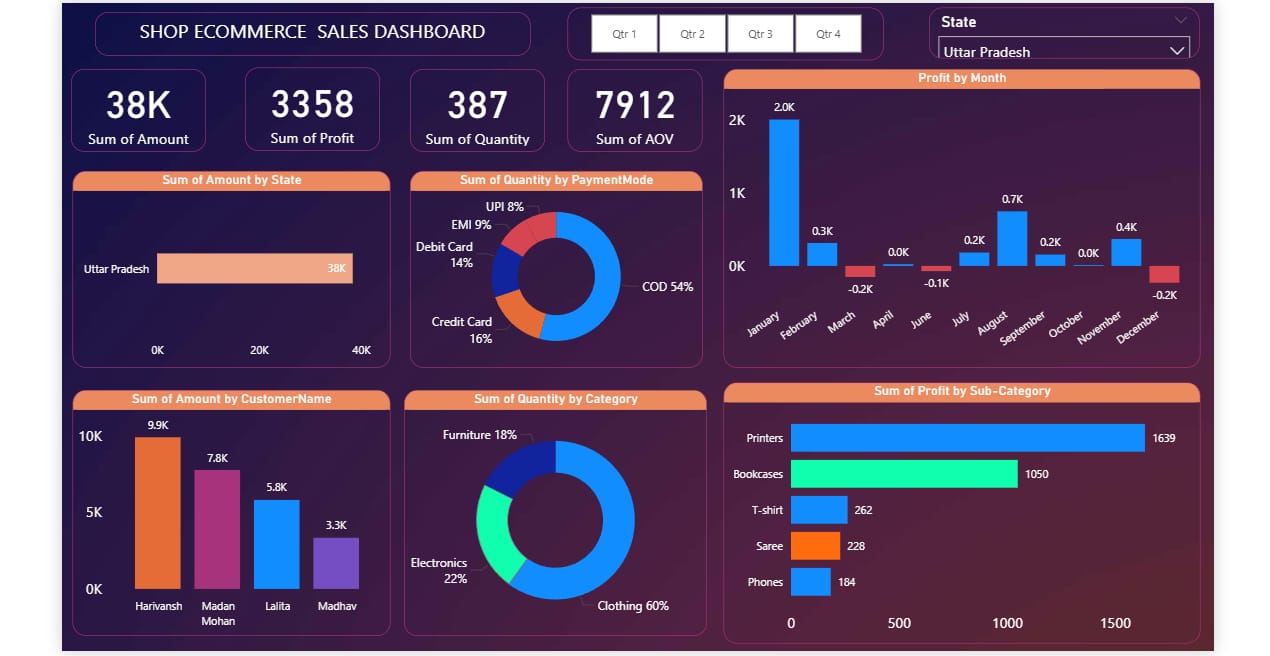 SHOP ECOMMERCE  SALES DASHBOARD
Qtr 1
Qtr 2
Qtr 3
Qtr 4
State
Uttar Pradesh
38K
Sum of Amount
3358
Sum of Profit
387
Sum of Quantity
7912
Sum of AOV
Profit by Month
2K
1K
0K
2.0K
0.3K
-0.2K
0.0K
-0.1K
0.2K
0.7K
0.2K
0.0K
0.4K
-0.2K
January
February
March
April
June
July
August
September
October
November
December
Sum of Amount by State
Uttar Pradesh
38K
0K
20K
40K
Sum of Quantity by PaymentMode
UPI 8%
EMI 9%
Debit Card
14%
Credit Card
16%
COD 54%
Sum of Amount by CustomerName
10K
5K
0K
9.9K
7.8K
5.8K
3.3K
Harivansh
Madan
Mohan
Lalita
Madhav
Sum of Quantity by Category
Furniture 18%
Electronics
22%
Clothing 60%
Sum of Profit by Sub-Category
Printers
1639
Bookcases
1050
T-shirt
262
Saree
228
Phones
184
0
500
1000
1500